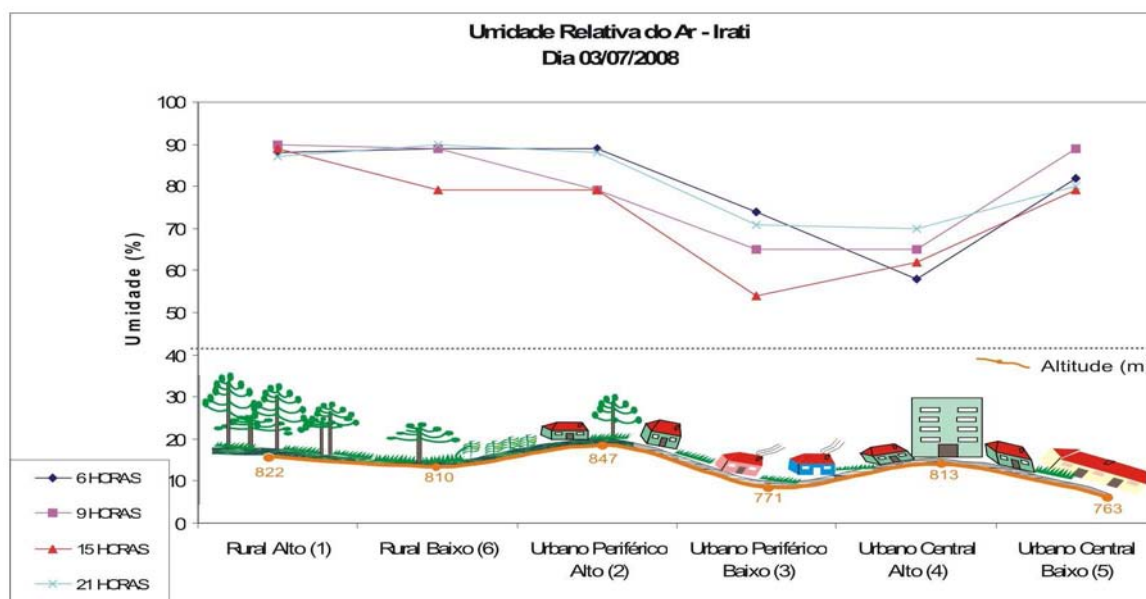 Umidade Relativa do Ar - Irati
Dia 03/07/2008
Umidade (%)
100
90
80
70
60
50
40
30
20
10
0
Altitude (m
822
810
847
771
813
763
Rural Alto (1)
Rural Baixo (6)
Urbano Periférico
Alto (2)
Urbano Periférico
Baixo (3)
Urbano Central
Alto (4)
Urbano Central
Baixo (5)
6 HORAS
9 HORAS
15 HORAS
21 HORAS